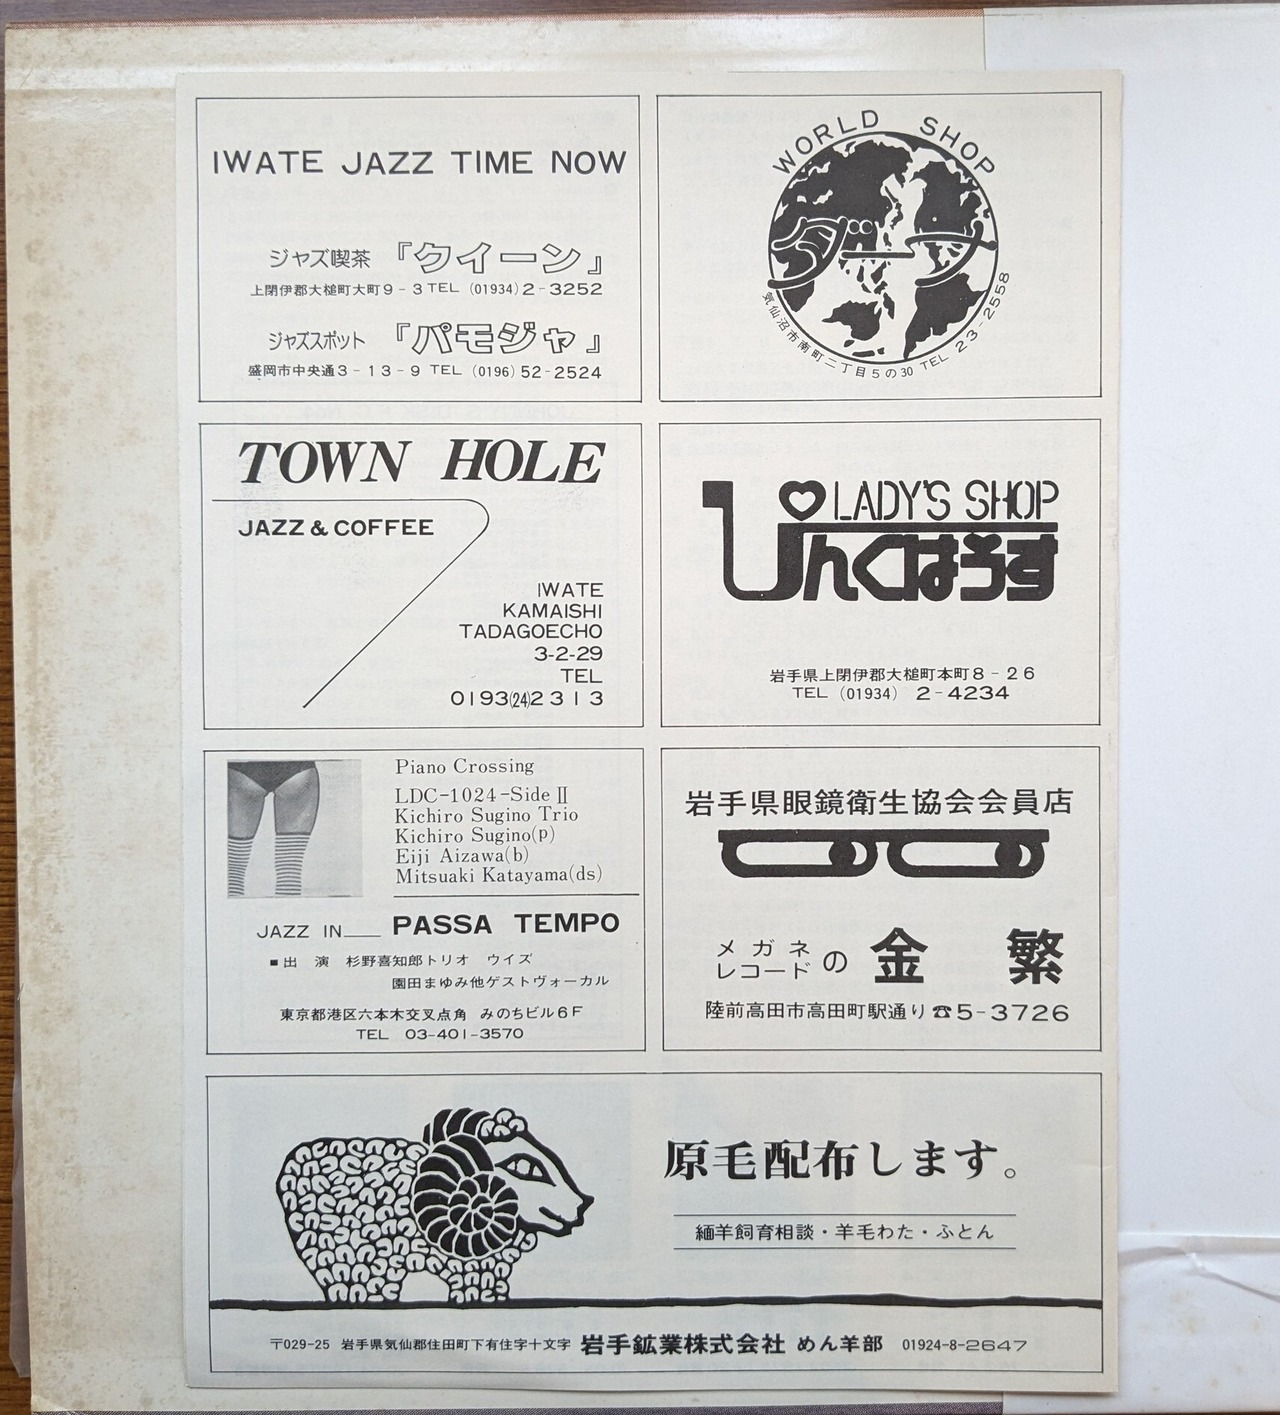 IWATE JAZZ TIME NOW
ジャズ喫茶 『クイーン』
上閉伊郡大槌町大町9-3 TEL (01934)2-3252
ジャズスポット 『パモジャ』
盛岡市中央通3-13-9 TEL (0196)52-2524
WORLD SHOP
気仙沼市南町二丁目5の30 TEL 23-2558
TOWN HOLE
JAZZ & COFFEE
IWATE
KAMAISHI
TADAGOECHO
3-2-29
TEL
0193(24)2313
LADY'S SHOP
ぴんくはうす
岩手県上閉伊郡大槌町本町8-26
TEL (01934) 2-4234
Piano Crossing
LDC-1024-Side II
Kichiro Sugino Trio
Kichiro Sugino(p)
Eiji Aizawa(b)
Mitsuaki Katayama(ds)
JAZZ IN___ PASSA TEMPO
■出 演 杉野喜知郎トリオ ウイズ
園田まゆみ他ゲストヴォーカル
東京都港区六本木交叉点角 みのちビル6F
TEL 03-401-3570
岩手県眼鏡衛生協会会員店
メガネ
レコード の 金 繁
陸前高田市高田町駅通り☎5-3726
原毛配布します。
緬羊飼育相談・羊毛わた・ふとん
〒029-25 岩手県気仙郡住田町下有住字十文字 岩手鉱業株式会社 めん羊部 01924-8-2647